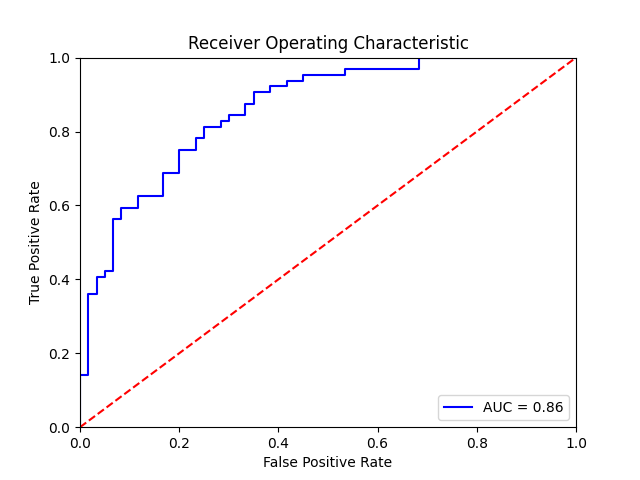 Receiver Operating Characteristic
1.0
0.8
0.6
0.4
0.2
0.0
True Positive Rate
AUC = 0.86
0.0 0.2 0.4 0.6 0.8 1.0
False Positive Rate